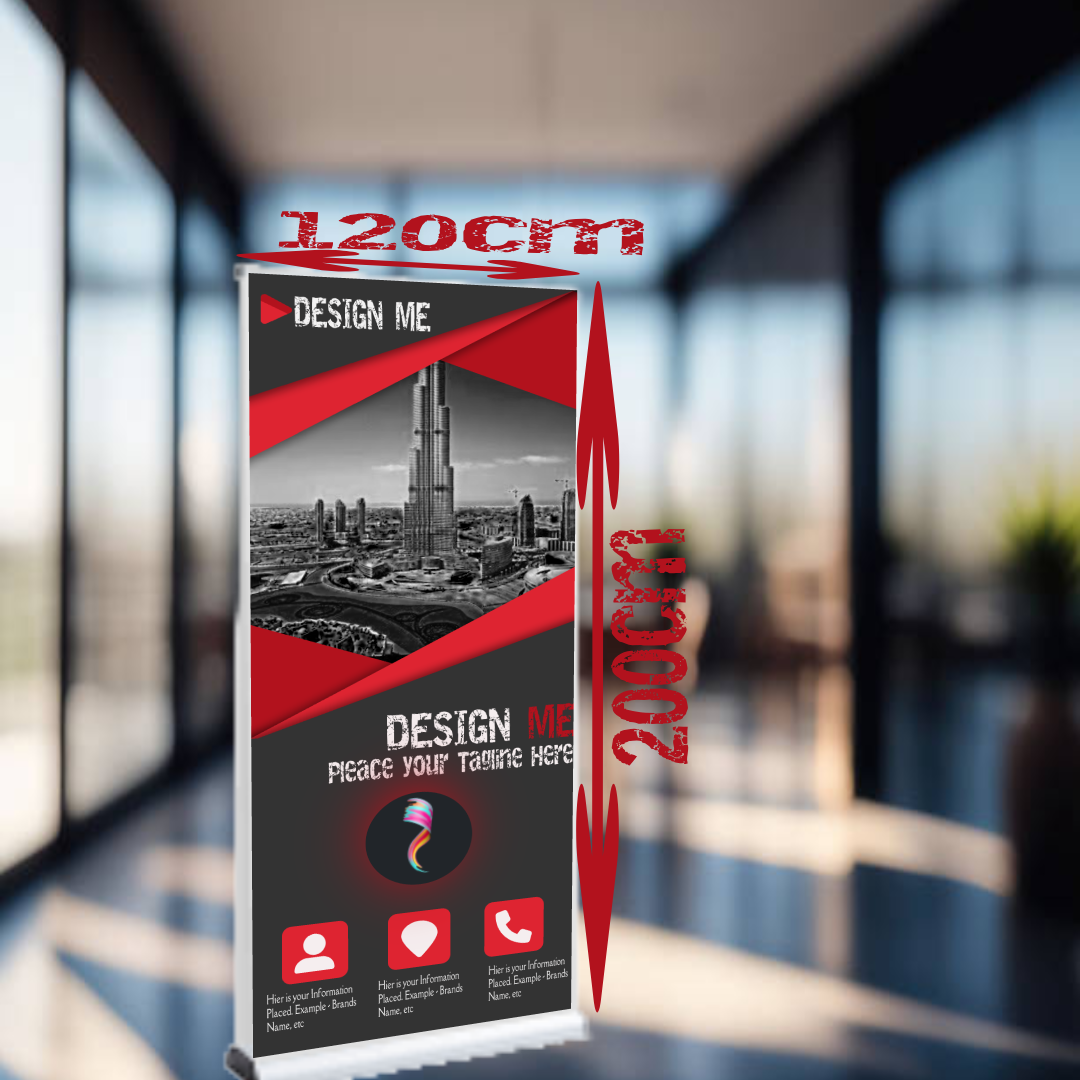 120cm
DESIGN ME
200cm
DESIGN ME
Pleace your Tagline Here
Hier is your Information
Placed. Example - Brands
Name, etc
Hier is your Information
Placed. Example - Brands
Name, etc
Hier is your Information
Placed. Example - Brands
Name, etc